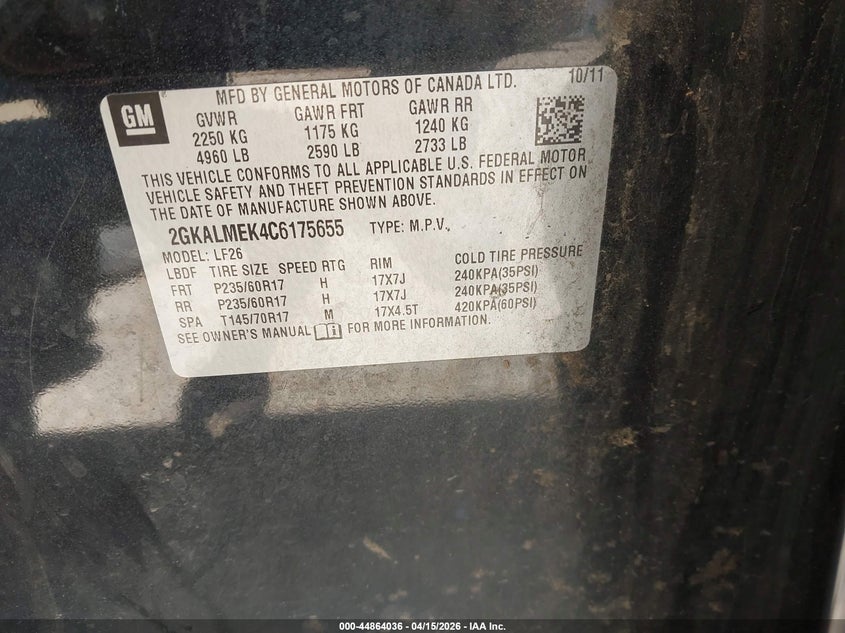 MFD BY GENERAL MOTORS OF CANADA LTD. 10/11
GM
GVWR GAWR FRT GAWR RR
2250 KG 1175 KG 1240 KG
4960 LB 2590 LB 2733 LB
THIS VEHICLE CONFORMS TO ALL APPLICABLE U.S. FEDERAL MOTOR
VEHICLE SAFETY AND THEFT PREVENTION STANDARDS IN EFFECT ON
THE DATE OF MANUFACTURE SHOWN ABOVE.
2GKALMEK4C6175655 TYPE: M.P.V.
MODEL: LF26
LBDF TIRE SIZE SPEED RTG RIM COLD TIRE PRESSURE
FRT P235/60R17 H 17X7J 240KPA(35PSI)
RR P235/60R17 H 17X7J 240KPA(35PSI)
SPA T145/70R17 M 17X4.5T 420KPA(60PSI)
SEE OWNER'S MANUAL FOR MORE INFORMATION.
000-44864036 - 04/15/2026 - IAA Inc.